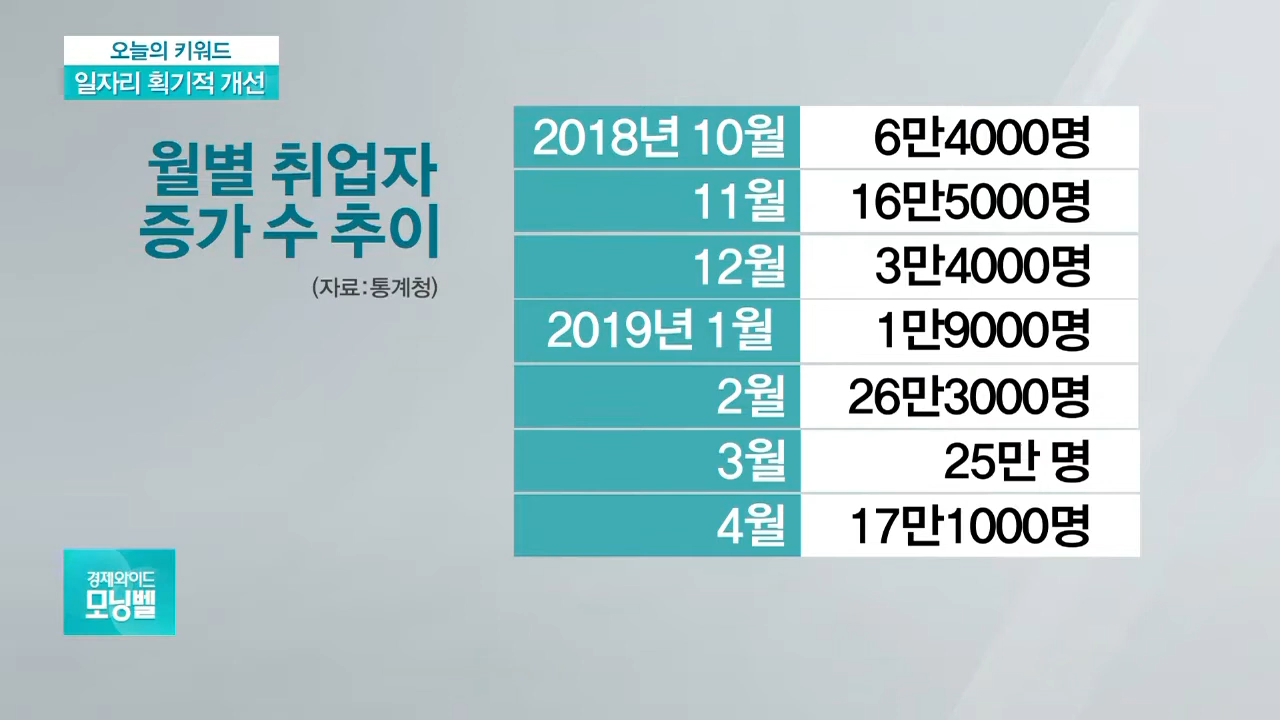 오늘의 키워드
일자리 획기적 개선
월별 취업자
증가 수 추이
(자료:통계청)
2018년 10월 6만4000명
11월 16만5000명
12월 3만4000명
2019년 1월 1만9000명
2월 26만3000명
3월 25만 명
4월 17만1000명
경제와이드
모닝벨